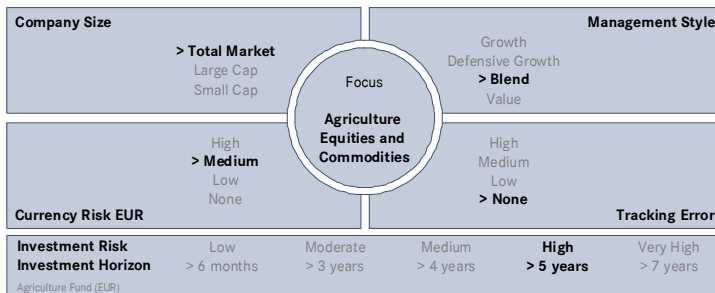 Company Size
> Total Market
Large Cap
Small Cap
Management Style
Growth
Defensive Growth
> Blend
Value
Focus
Agriculture
Equities and
Commodities
High
> Medium
Low
None
Currency Risk EUR
High
Medium
Low
> None
Tracking Error
Investment Risk Low Moderate Medium High Very High
Investment Horizon > 6 months > 3 years > 4 years > 5 years > 7 years
Agriculture Fund (EUR)